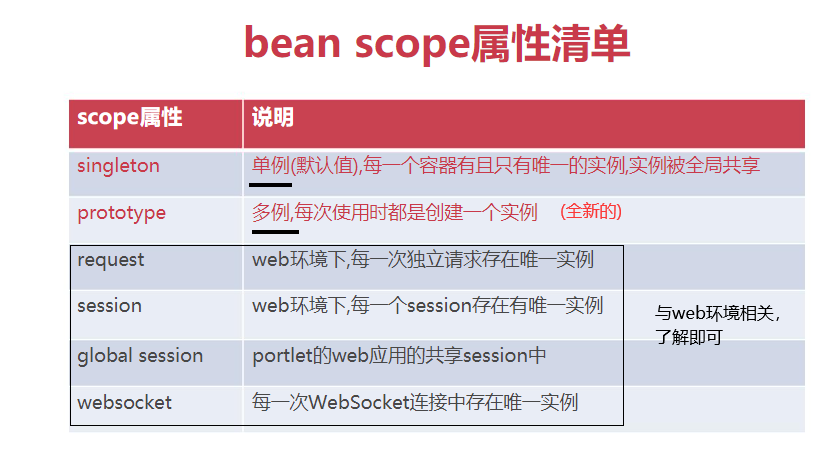 bean scope属性清单
scope属性 说明
singleton 单例(默认值),每一个容器有且只有唯一的实例,实例被全局共享
prototype 多例,每次使用时都是创建一个实例 (全新的)
request web环境下,每一次独立请求存在唯一实例
session web环境下,每一个session存在有唯一实例
与web环境相关，
了解即可
global session portlet的web应用的共享session中
websocket 每一次WebSocket连接中存在唯一实例